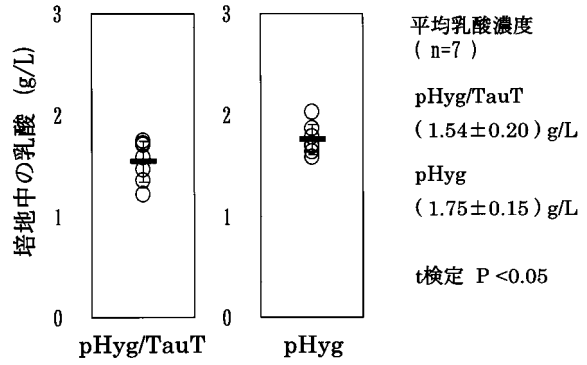 培地中の乳酸 (g/L)
3
2
1
0
pHyg/TauT
3
2
1
0
pHyg
平均乳酸濃度
( n=7 )
pHyg/TauT
(1.54±0.20) g/L
pHyg
(1.75±0.15) g/L
t検定 P <0.05